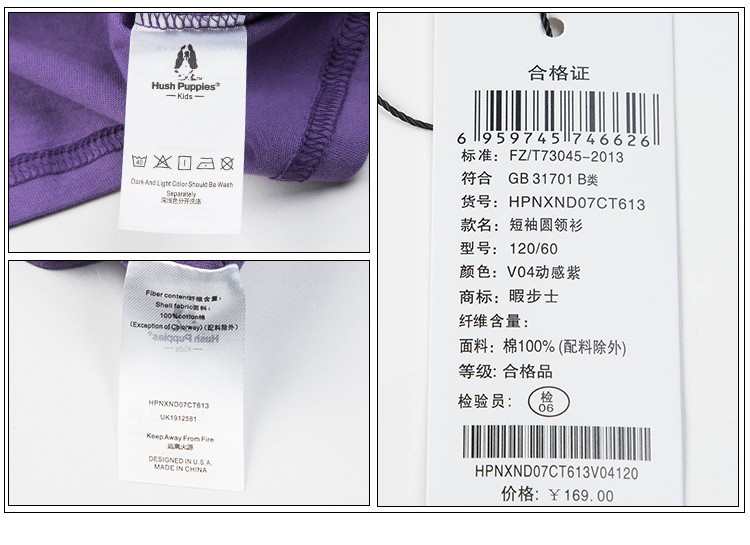 Hush Puppies®
Kids
40
Dark And Light Color Should Be Wash
Separately
深浅色分开洗涤
Fiber content纤维含量:
Shell fabric面料:
100%cotton棉
(Exception of Colorway) (配料除外)
Hush Puppies
Kids
HPNXND07CT613
UK1912581
Keep Away From Fire
远离火源
DESIGNED IN U.S.A.
MADE IN CHINA
合格证
6 959745 746626
标准: FZ/T73045-2013
符合 GB 31701 B类
货号: HPNXND07CT613
款名: 短袖圆领衫
型号: 120/60
颜色: V04动感紫
商标: 暇步士
纤维含量:
面料: 棉100% (配料除外)
等级: 合格品
检验员: 检
06
HPNXND07CT613V04120
价格: ¥169.00